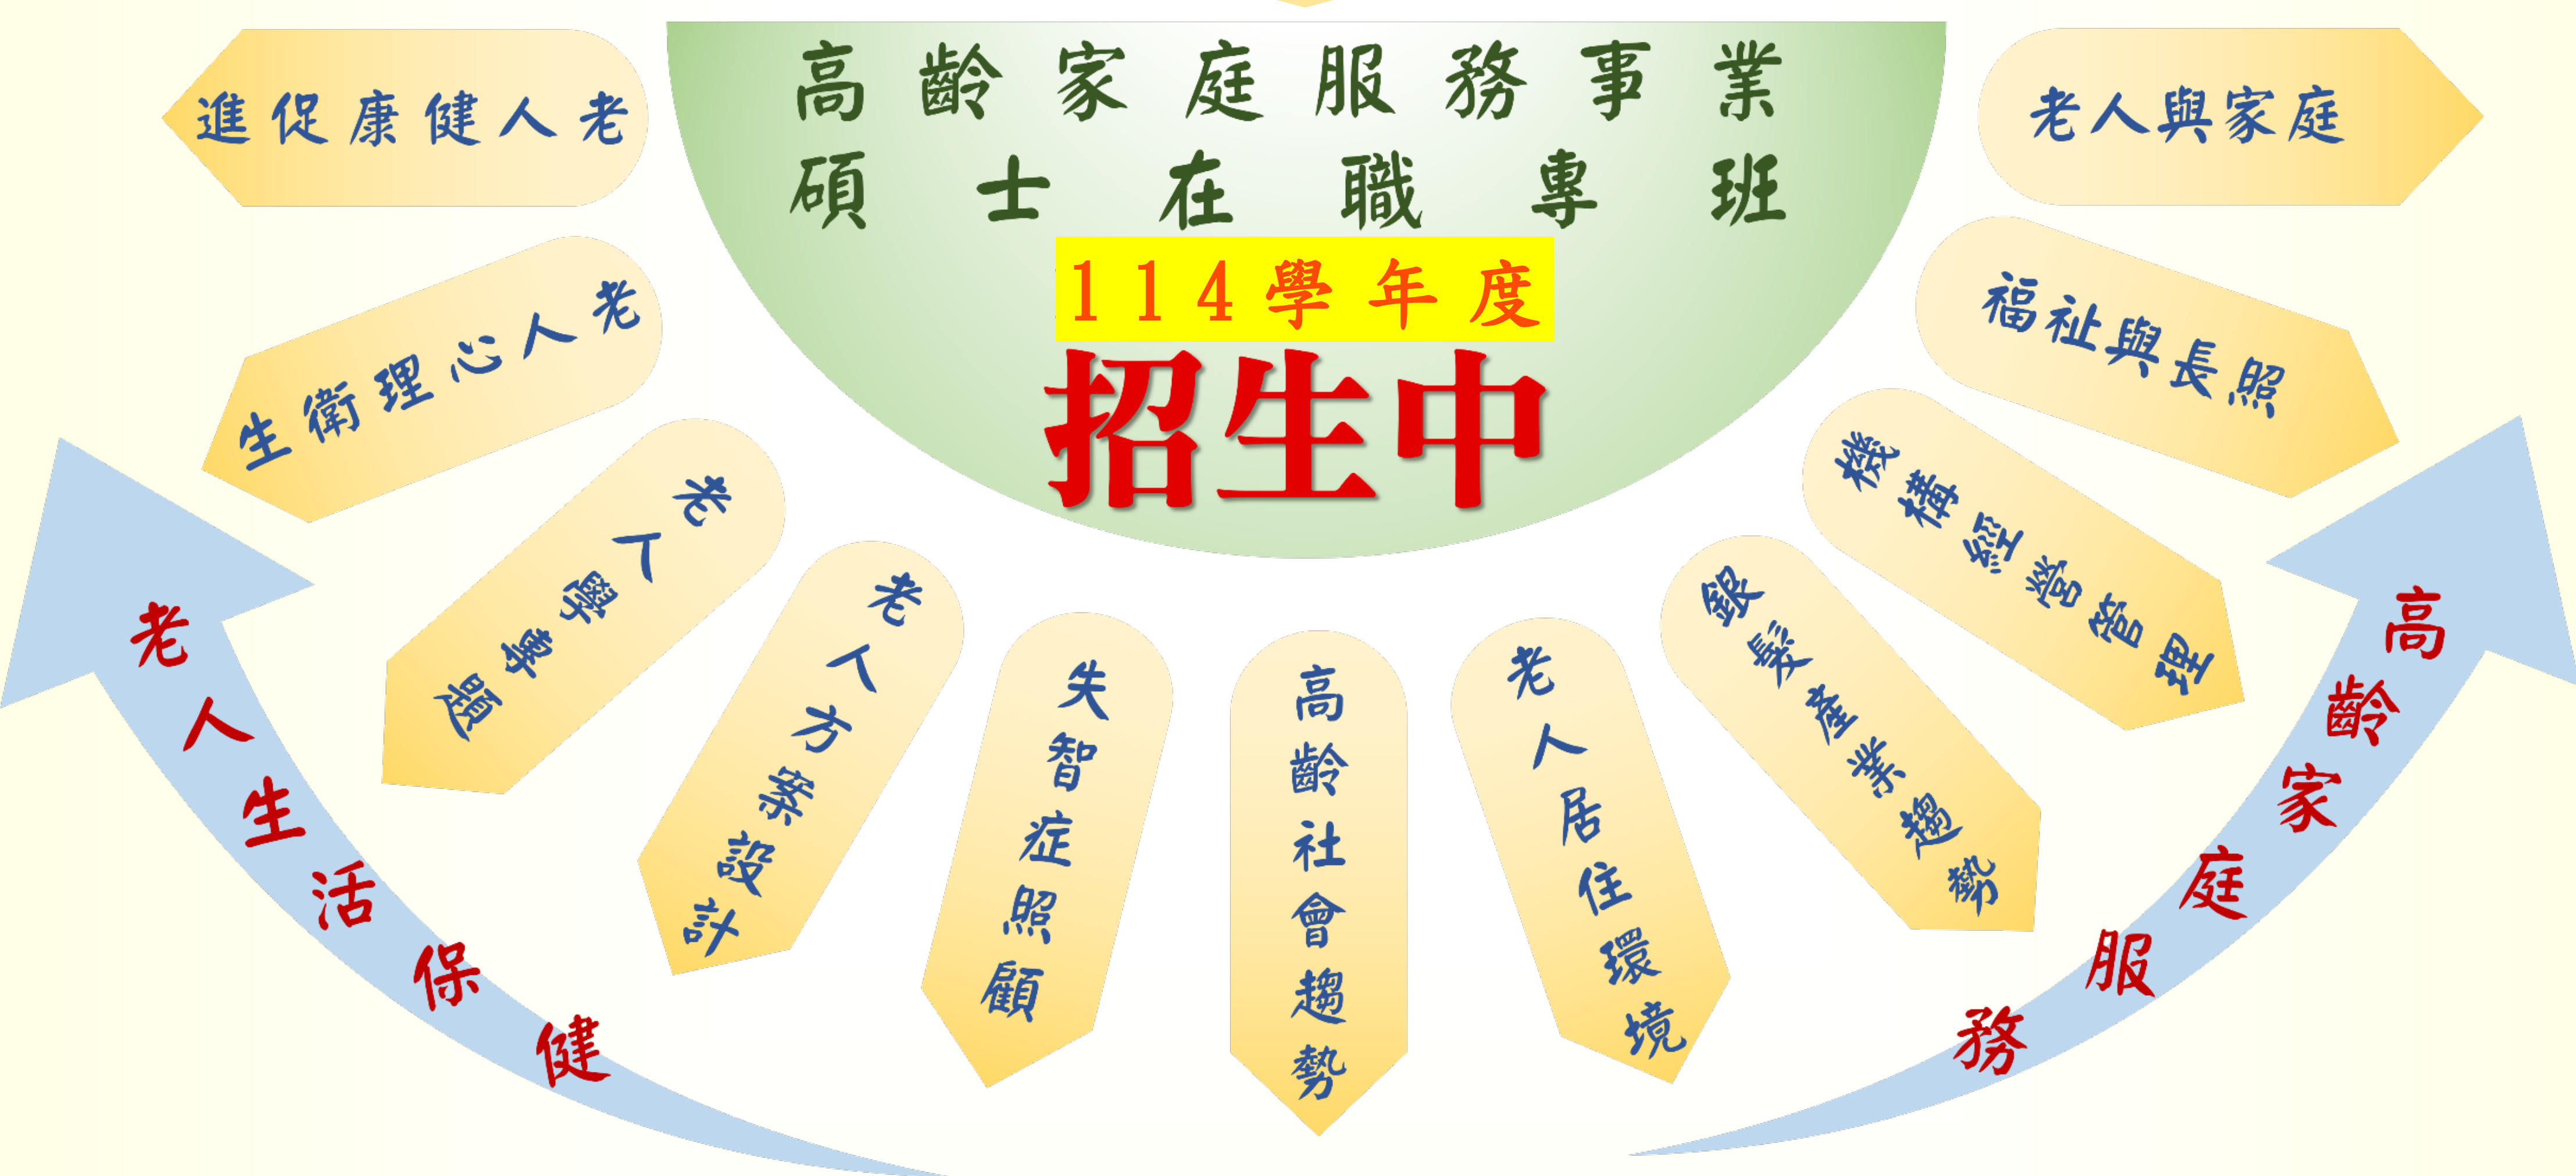 高齡家庭服務事業
碩士在職專班
114學年度
招生中
老人健康促進
老人心理衛生
老人學專題
老人方案設計
失智症照顧
高齡社會趨勢
老人居住環境
銀髮產業趨勢
機構經營管理
福祉與長照
老人與家庭
老人生活保健
高齡家庭服務